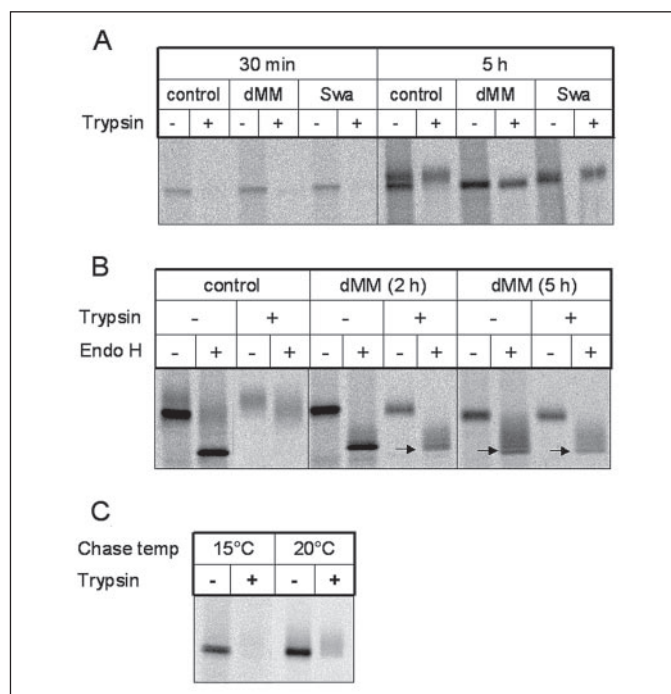 A
30 min 5 h
control dMM Swa control dMM Swa
Trypsin - + - + - + - + - + - +
B
control dMM (2 h) dMM (5 h)
Trypsin - + - + - +
Endo H - + - + - + - + - + - +
C
Chase temp 15°C 20°C
Trypsin - + - +